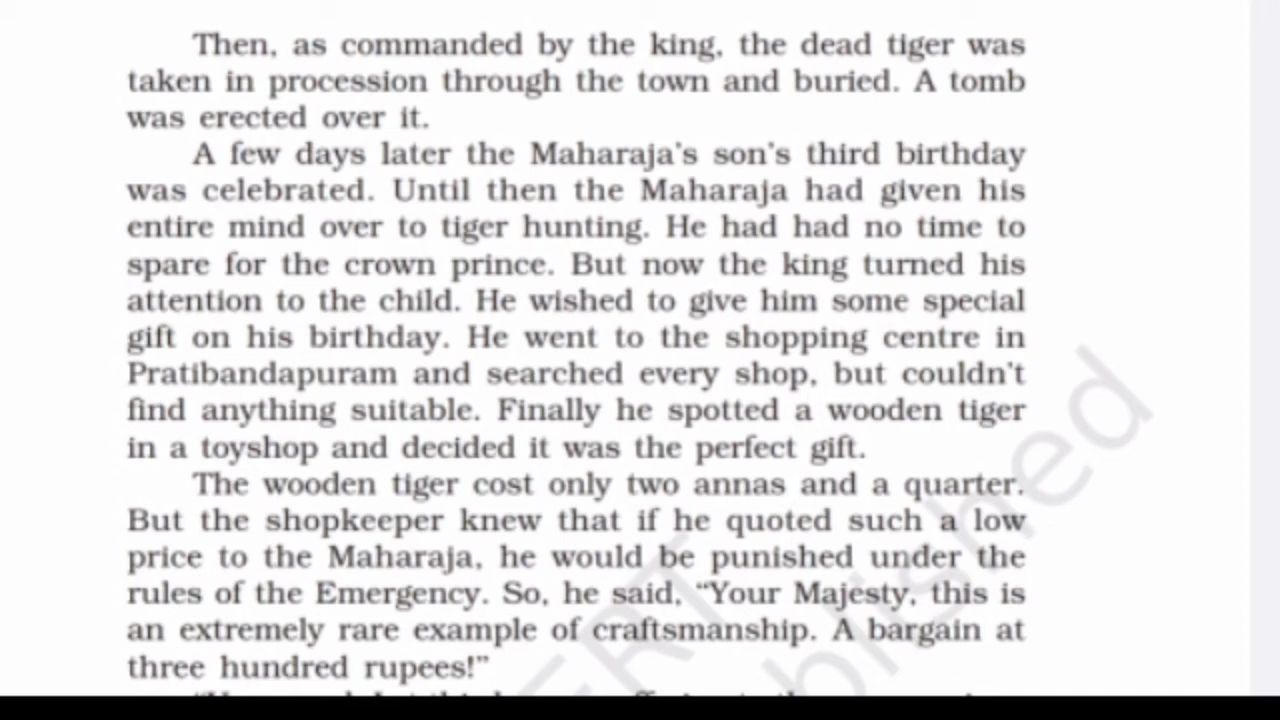 Then, as commanded by the king, the dead tiger was
taken in procession through the town and buried. A tomb
was erected over it.
A few days later the Maharaja's son's third birthday
was celebrated. Until then the Maharaja had given his
entire mind over to tiger hunting. He had had no time to
spare for the crown prince. But now the king turned his
attention to the child. He wished to give him some special
gift on his birthday. He went to the shopping centre in
Pratibandapuram and searched every shop, but couldn't
find anything suitable. Finally he spotted a wooden tiger
in a toyshop and decided it was the perfect gift.
The wooden tiger cost only two annas and a quarter.
But the shopkeeper knew that if he quoted such a low
price to the Maharaja, he would be punished under the
rules of the Emergency. So, he said, “Your Majesty, this is
an extremely rare example of craftsmanship. A bargain at
three hundred rupees!”